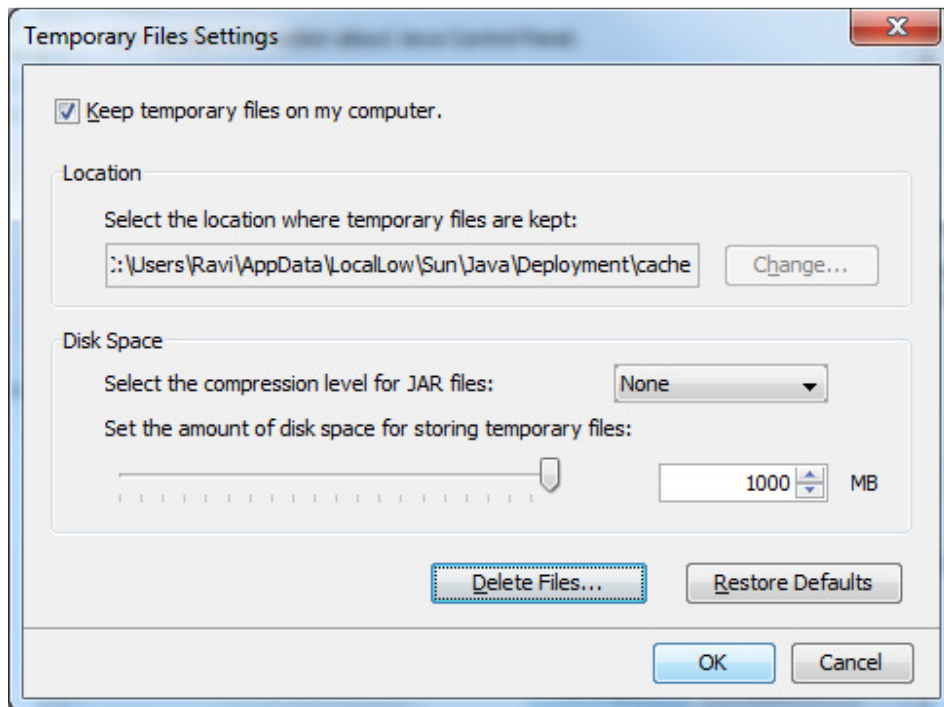 Temporary Files Settings
Keep temporary files on my computer.
Location
Select the location where temporary files are kept:
:\Users\Ravi\AppData\LocalLow\Sun\Java\Deployment\cache
Change...
Disk Space
Select the compression level for JAR files:
None
Set the amount of disk space for storing temporary files:
1000 MB
Delete Files...
Restore Defaults
OK
Cancel